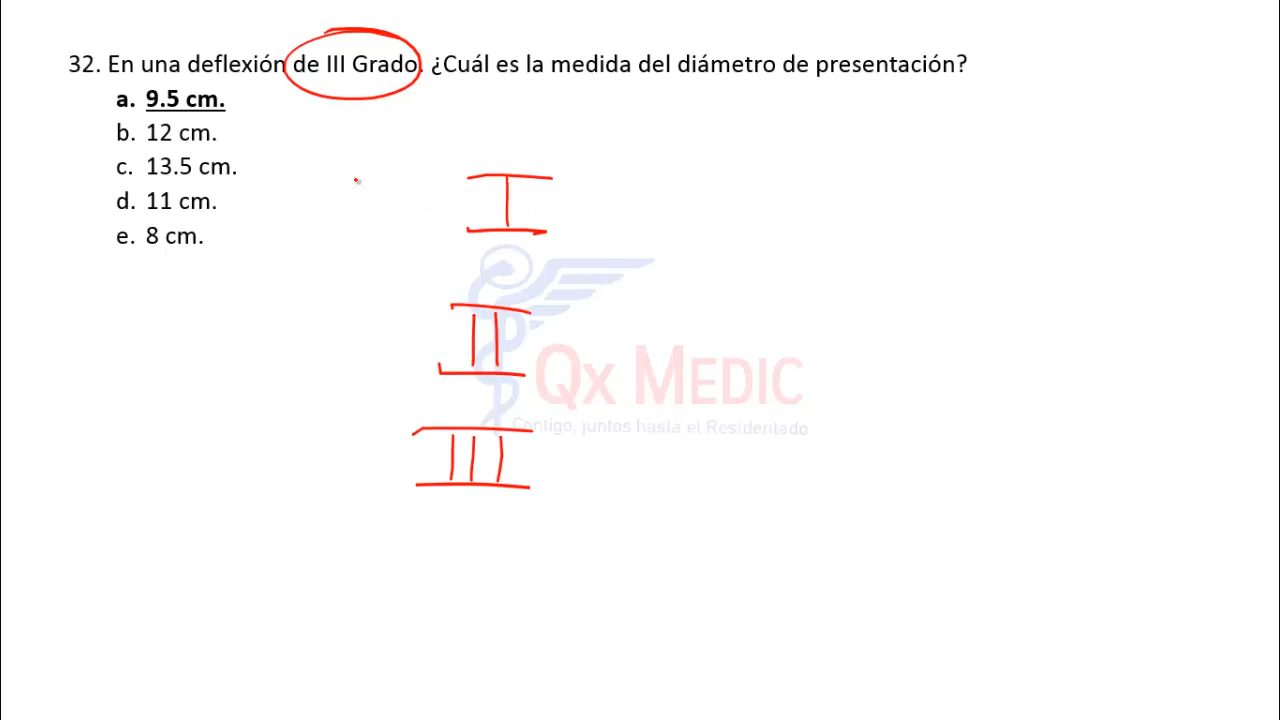 32. En una deflexión de III Grado. ¿Cuál es la medida del diámetro de presentación?
a. 9.5 cm.
b. 12 cm.
c. 13.5 cm.
d. 11 cm.
e. 8 cm.
I
II
Qx MEDIC
Contigo, juntos hasta el Residentado
III